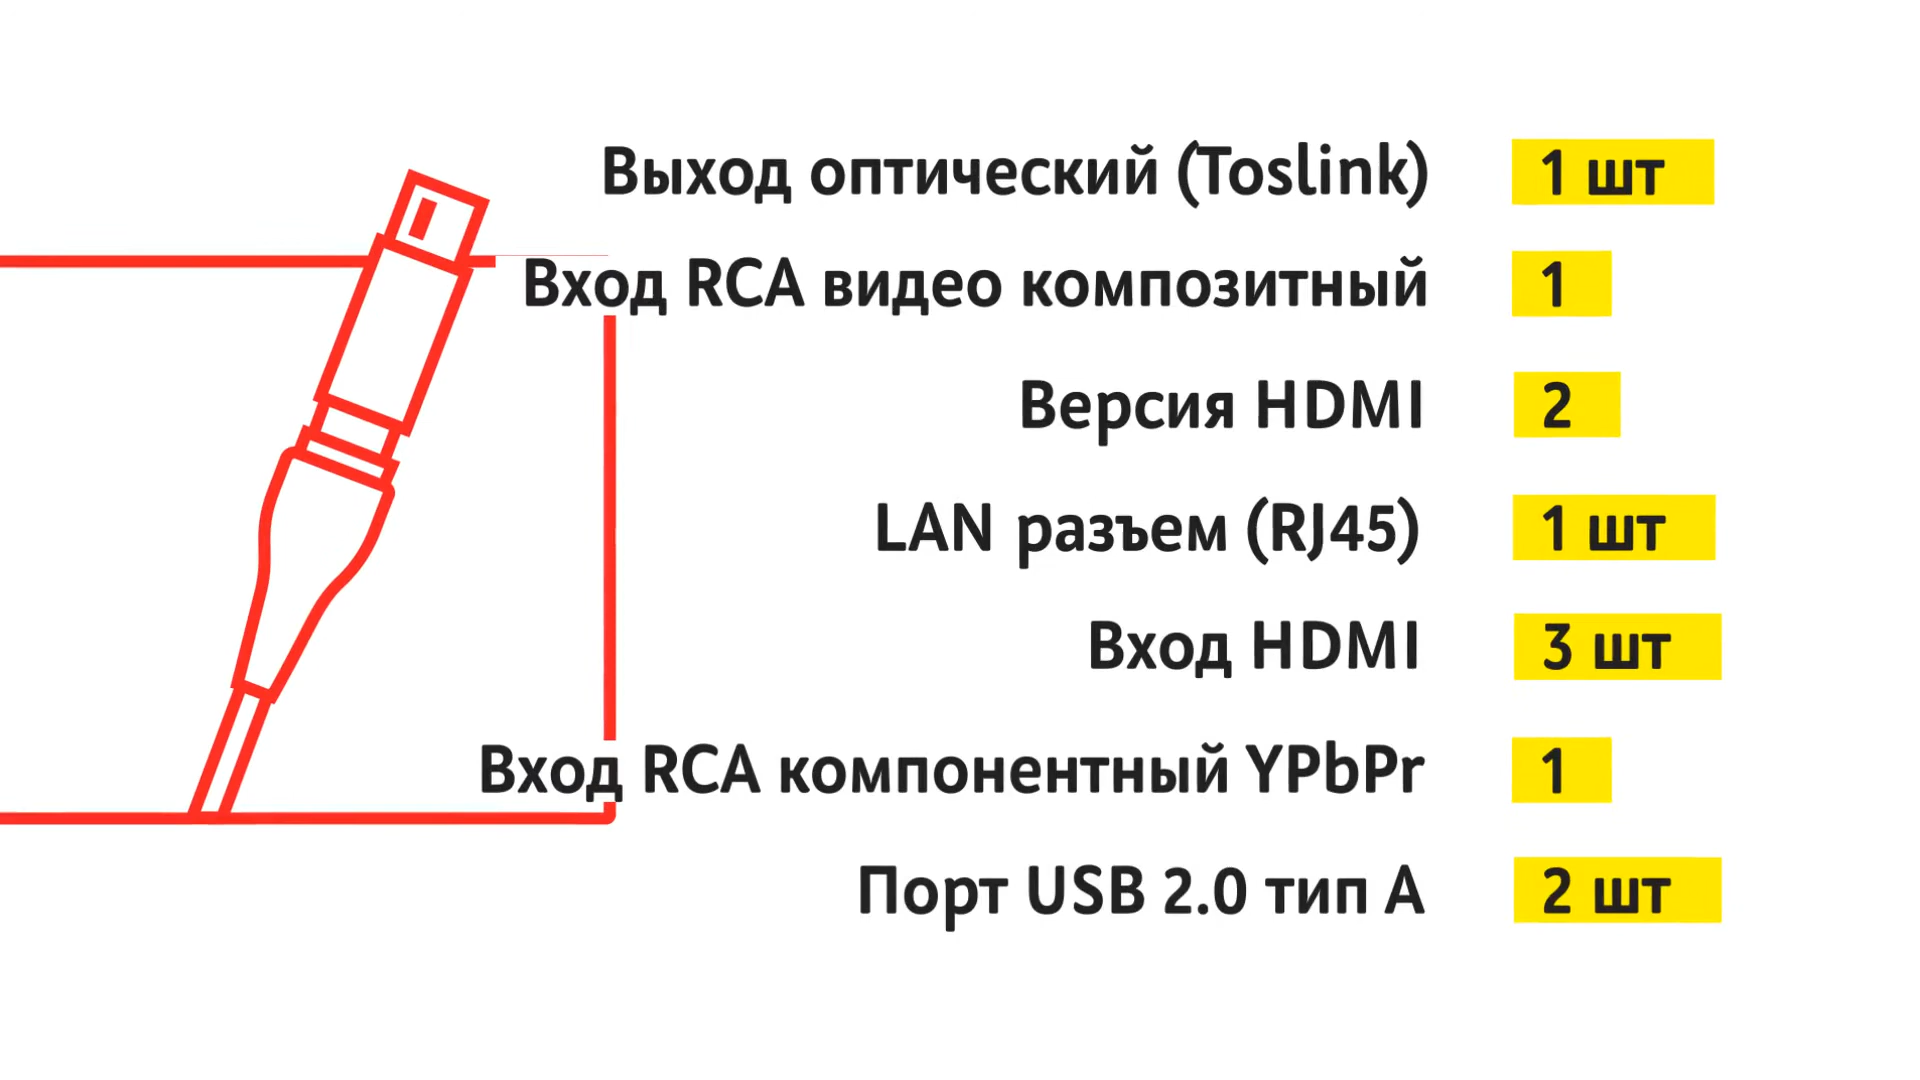 Выход оптический (Toslink) 1 шт
Вход RCA видео композитный 1
Версия HDMI 2
LAN разъем (RJ45) 1 шт
Вход HDMI 3 шт
Вход RCA компонентный YPbPr 1
Порт USB 2.0 тип A 2 шт